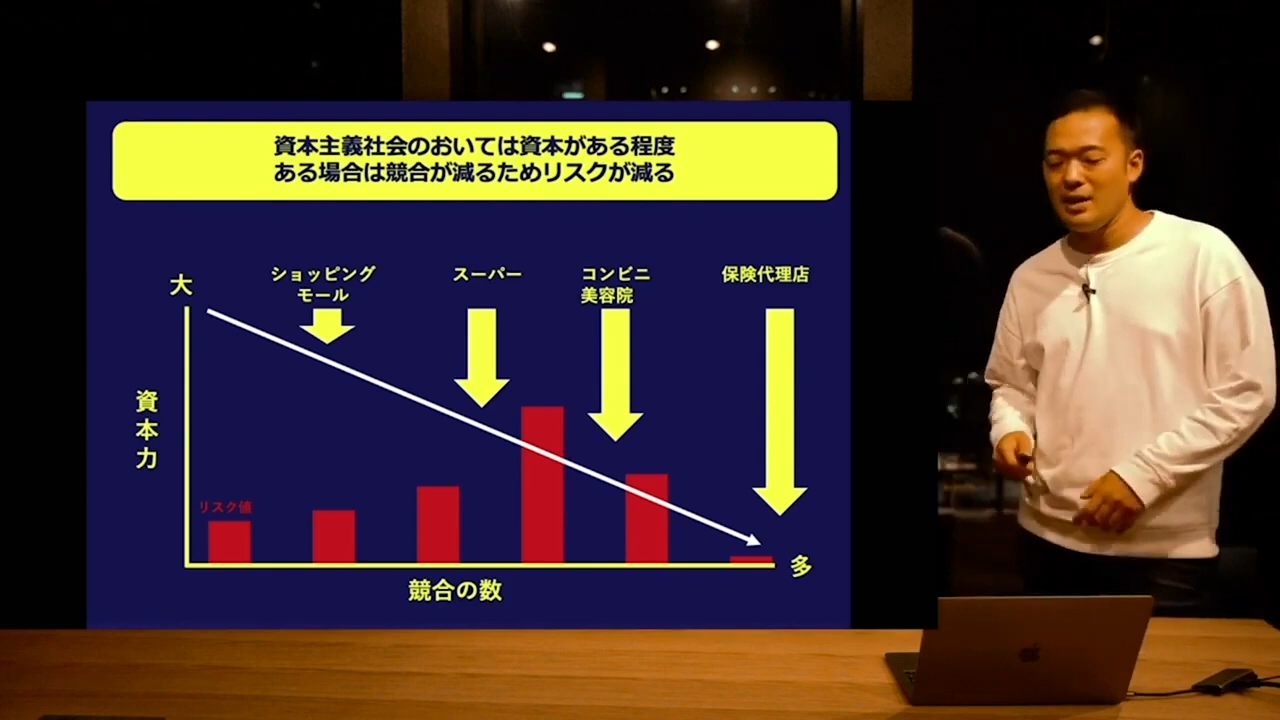 資本主義社会のおいては資本がある程度
ある場合は競合が減るためリスクが減る
大
ショッピング
モール
スーパー
コンビニ
美容院
保険代理店
資本力
リスク値
多
競合の数